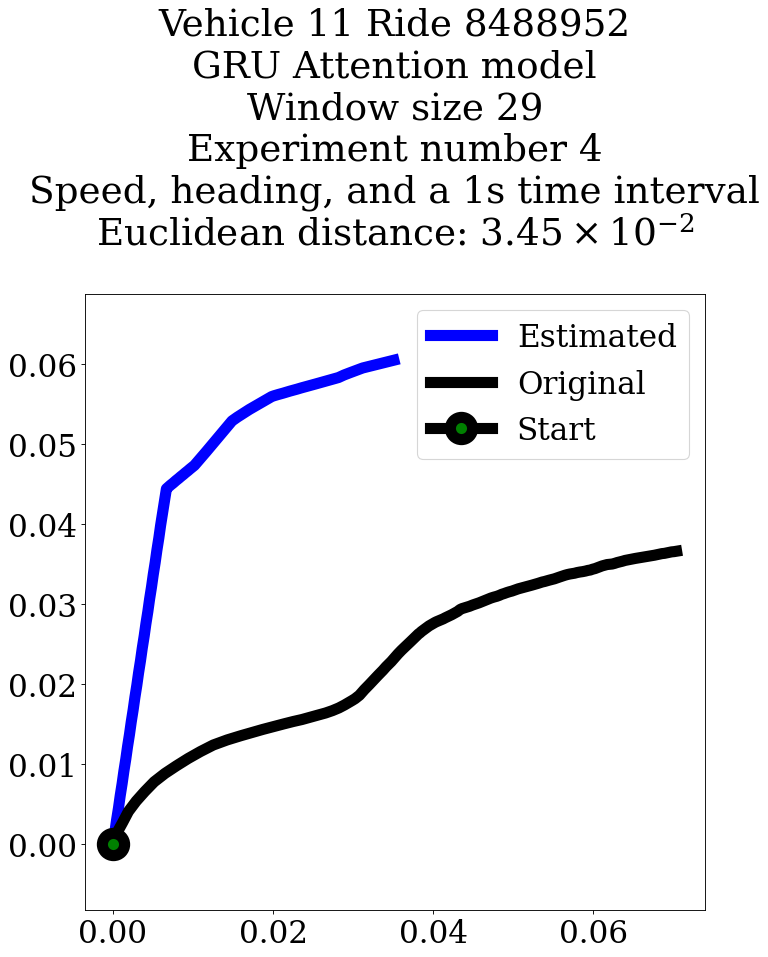 Vehicle 11 Ride 8488952
GRU Attention model
Window size 29
Experiment number 4
Speed, heading, and a 1s time interval
Euclidean distance: 3.45 × 10⁻²
Estimated
Original
Start
0.06
0.05
0.04
0.03
0.02
0.01
0.00
0.00 0.02 0.04 0.06